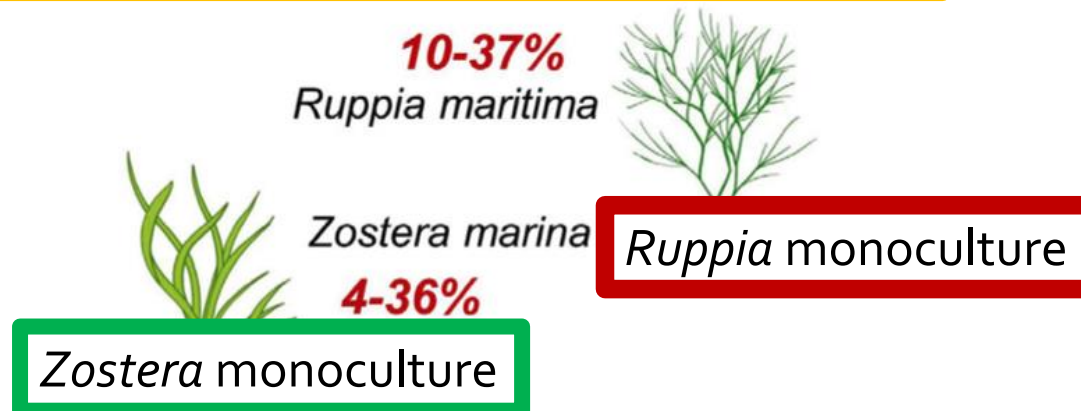 10-37%
Ruppia maritima
Zostera marina
4-36%
Ruppia monoculture
Zostera monoculture